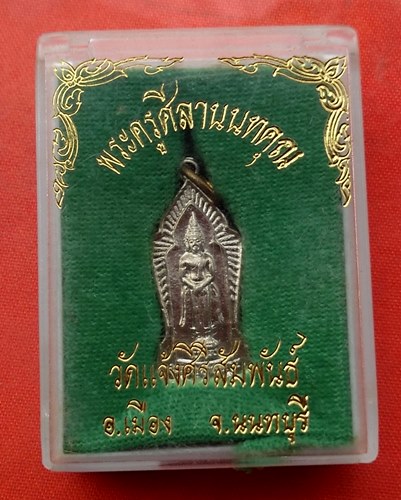 พระครูศีลานนทคุณ
วัดแจ้งศิริสัมพันธ์
อ.เมือง จ.นนทบุรี